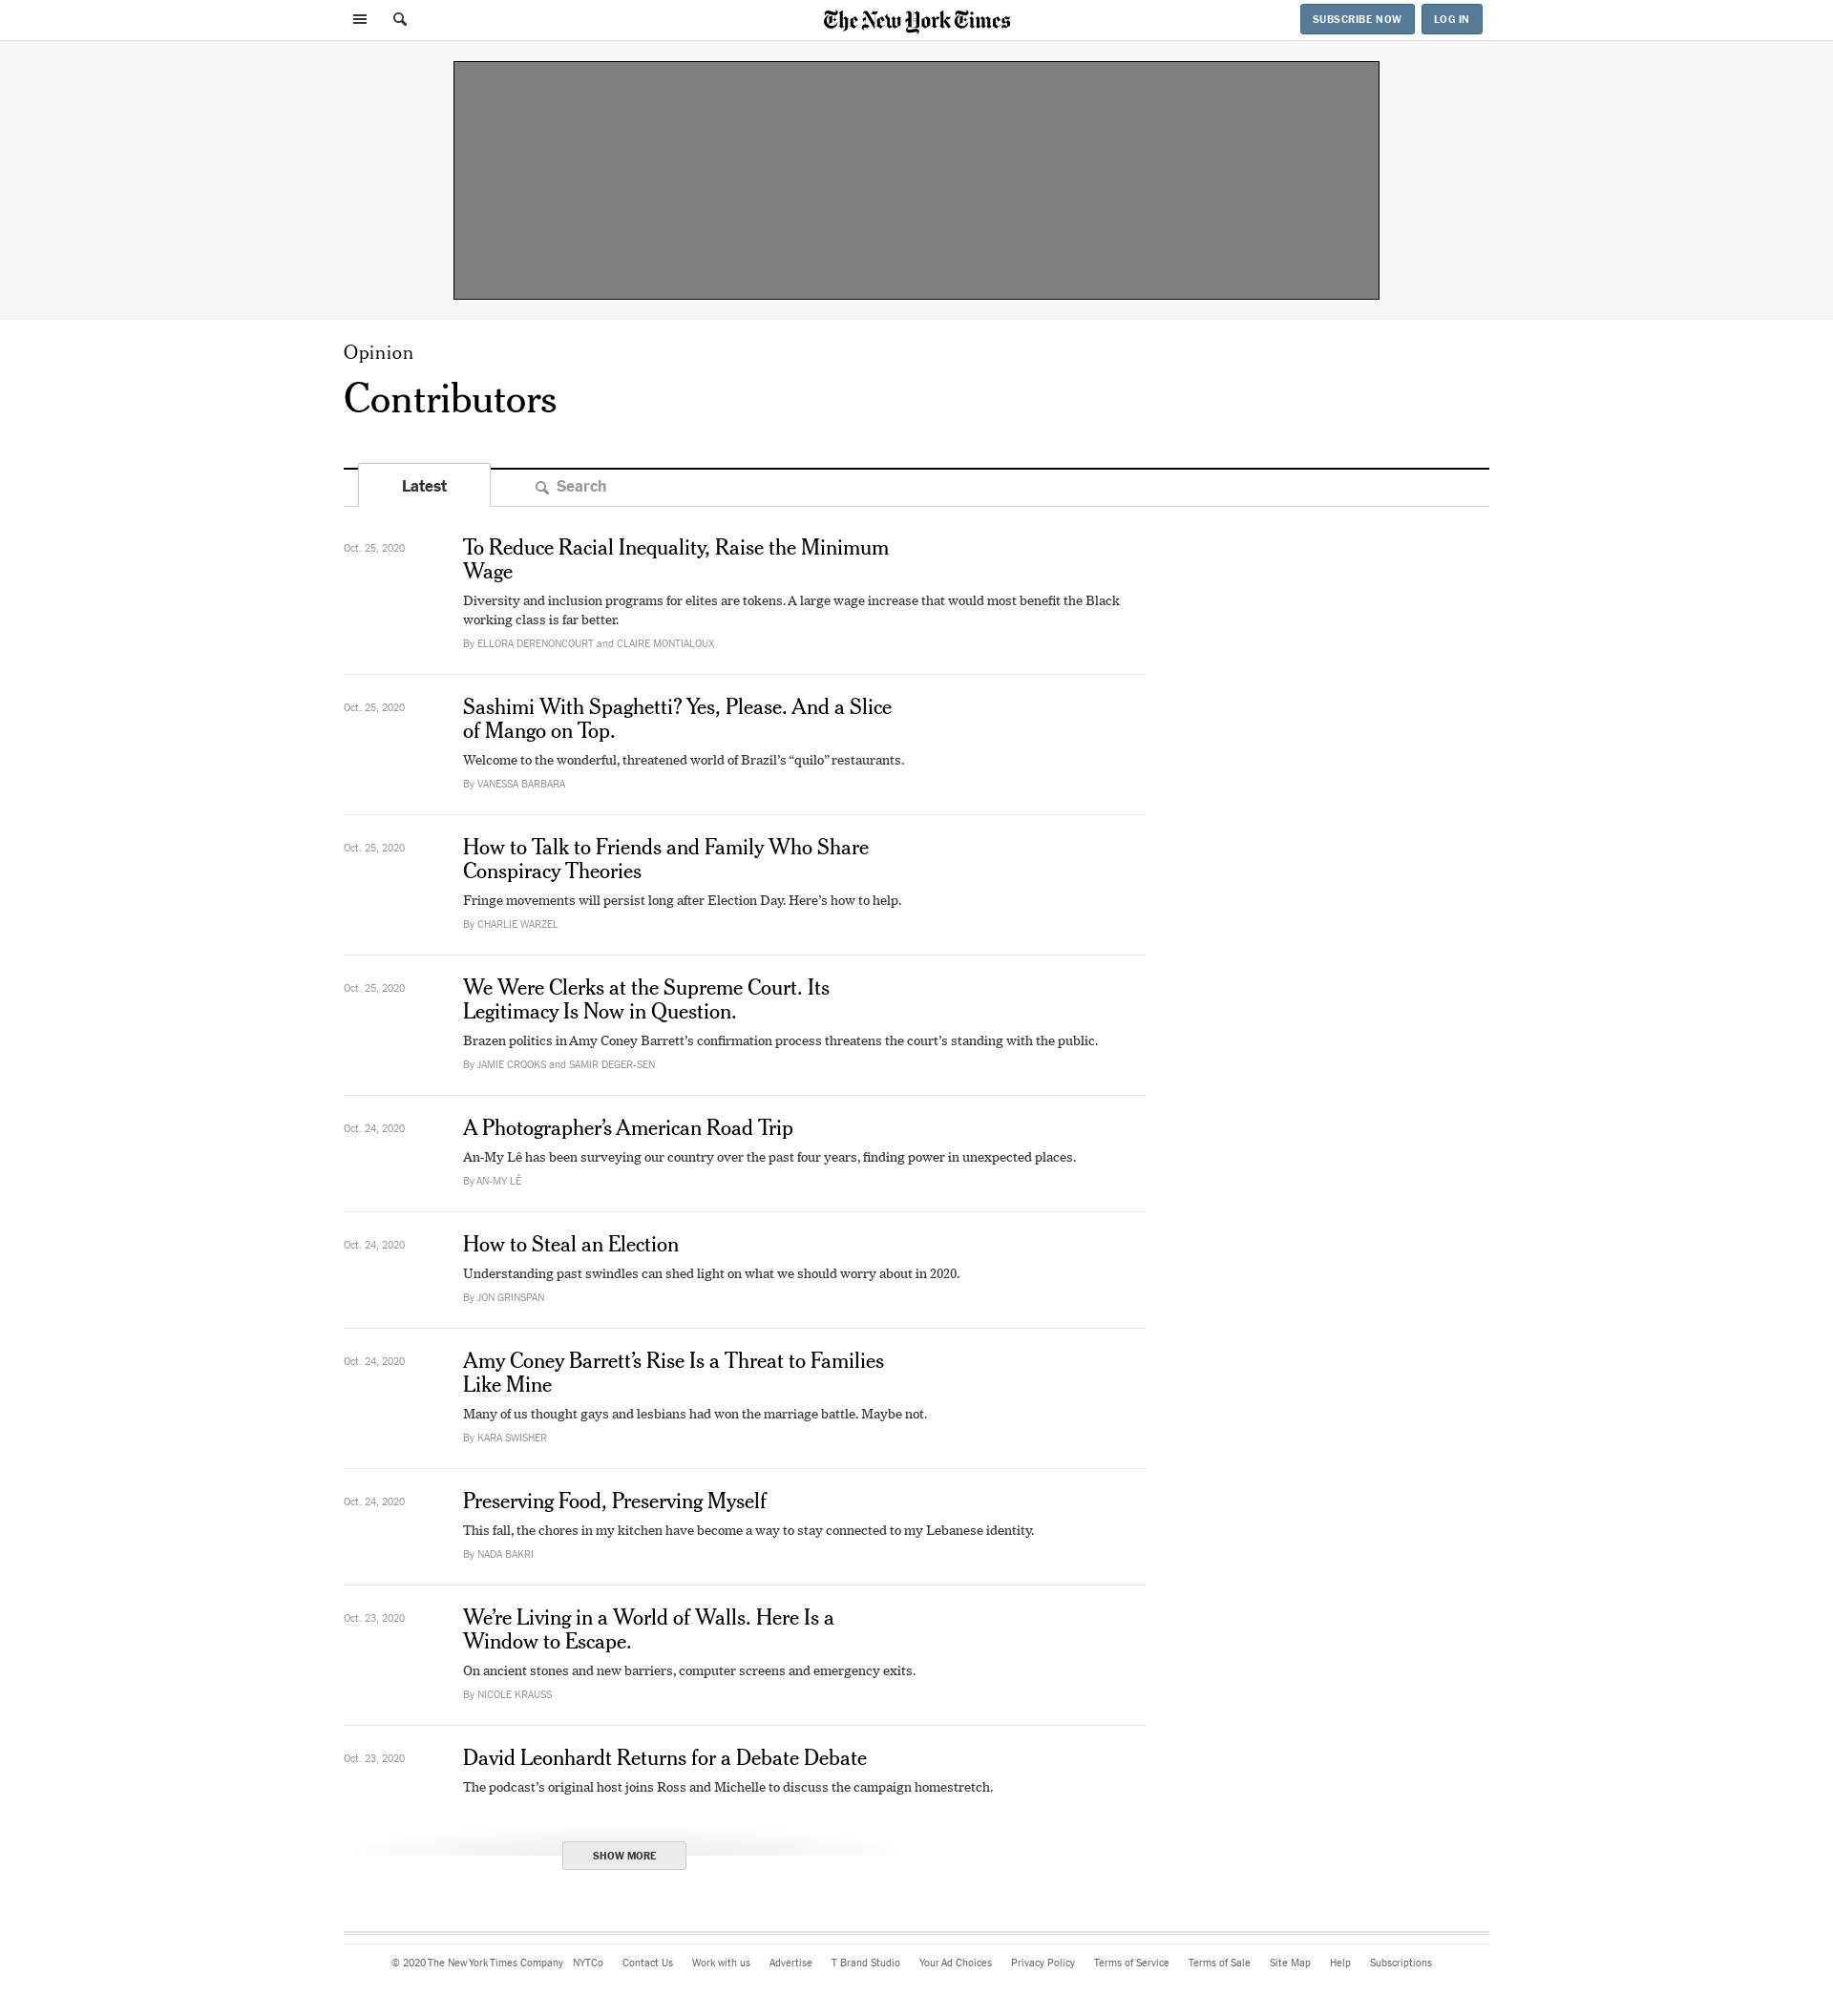 The New York Times
SUBSCRIBE NOW
LOG IN
Opinion
Contributors
Latest
Search
Oct. 25, 2020
To Reduce Racial Inequality, Raise the Minimum
Wage
Diversity and inclusion programs for elites are tokens. A large wage increase that would most benefit the Black
working class is far better.
By ELLORA DERENONCOURT and CLAIRE MONTIALOUX
Oct. 25, 2020
Sashimi With Spaghetti? Yes, Please. And a Slice
of Mango on Top.
Welcome to the wonderful, threatened world of Brazil’s “quilo” restaurants.
By VANESSA BARBARA
Oct. 25, 2020
How to Talk to Friends and Family Who Share
Conspiracy Theories
Fringe movements will persist long after Election Day. Here’s how to help.
By CHARLIE WARZEL
Oct. 25, 2020
We Were Clerks at the Supreme Court. Its
Legitimacy Is Now in Question.
Brazen politics in Amy Coney Barrett’s confirmation process threatens the court’s standing with the public.
By JAMIE CROOKS and SAMIR DEGER-SEN
Oct. 24, 2020
A Photographer’s American Road Trip
An-My Lê has been surveying our country over the past four years, finding power in unexpected places.
By AN-MY LÊ
Oct. 24, 2020
How to Steal an Election
Understanding past swindles can shed light on what we should worry about in 2020.
By JON GRINSPAN
Oct. 24, 2020
Amy Coney Barrett’s Rise Is a Threat to Families
Like Mine
Many of us thought gays and lesbians had won the marriage battle. Maybe not.
By KARA SWISHER
Oct. 24, 2020
Preserving Food, Preserving Myself
This fall, the chores in my kitchen have become a way to stay connected to my Lebanese identity.
By NADA BAKRI
Oct. 23, 2020
We’re Living in a World of Walls. Here Is a
Window to Escape.
On ancient stones and new barriers, computer screens and emergency exits.
By NICOLE KRAUSS
Oct. 23, 2020
David Leonhardt Returns for a Debate Debate
The podcast’s original host joins Ross and Michelle to discuss the campaign homestretch.
SHOW MORE
© 2020 The New York Times Company NYTCo Contact Us Work with us Advertise T Brand Studio Your Ad Choices Privacy Policy Terms of Service Terms of Sale Site Map Help Subscriptions